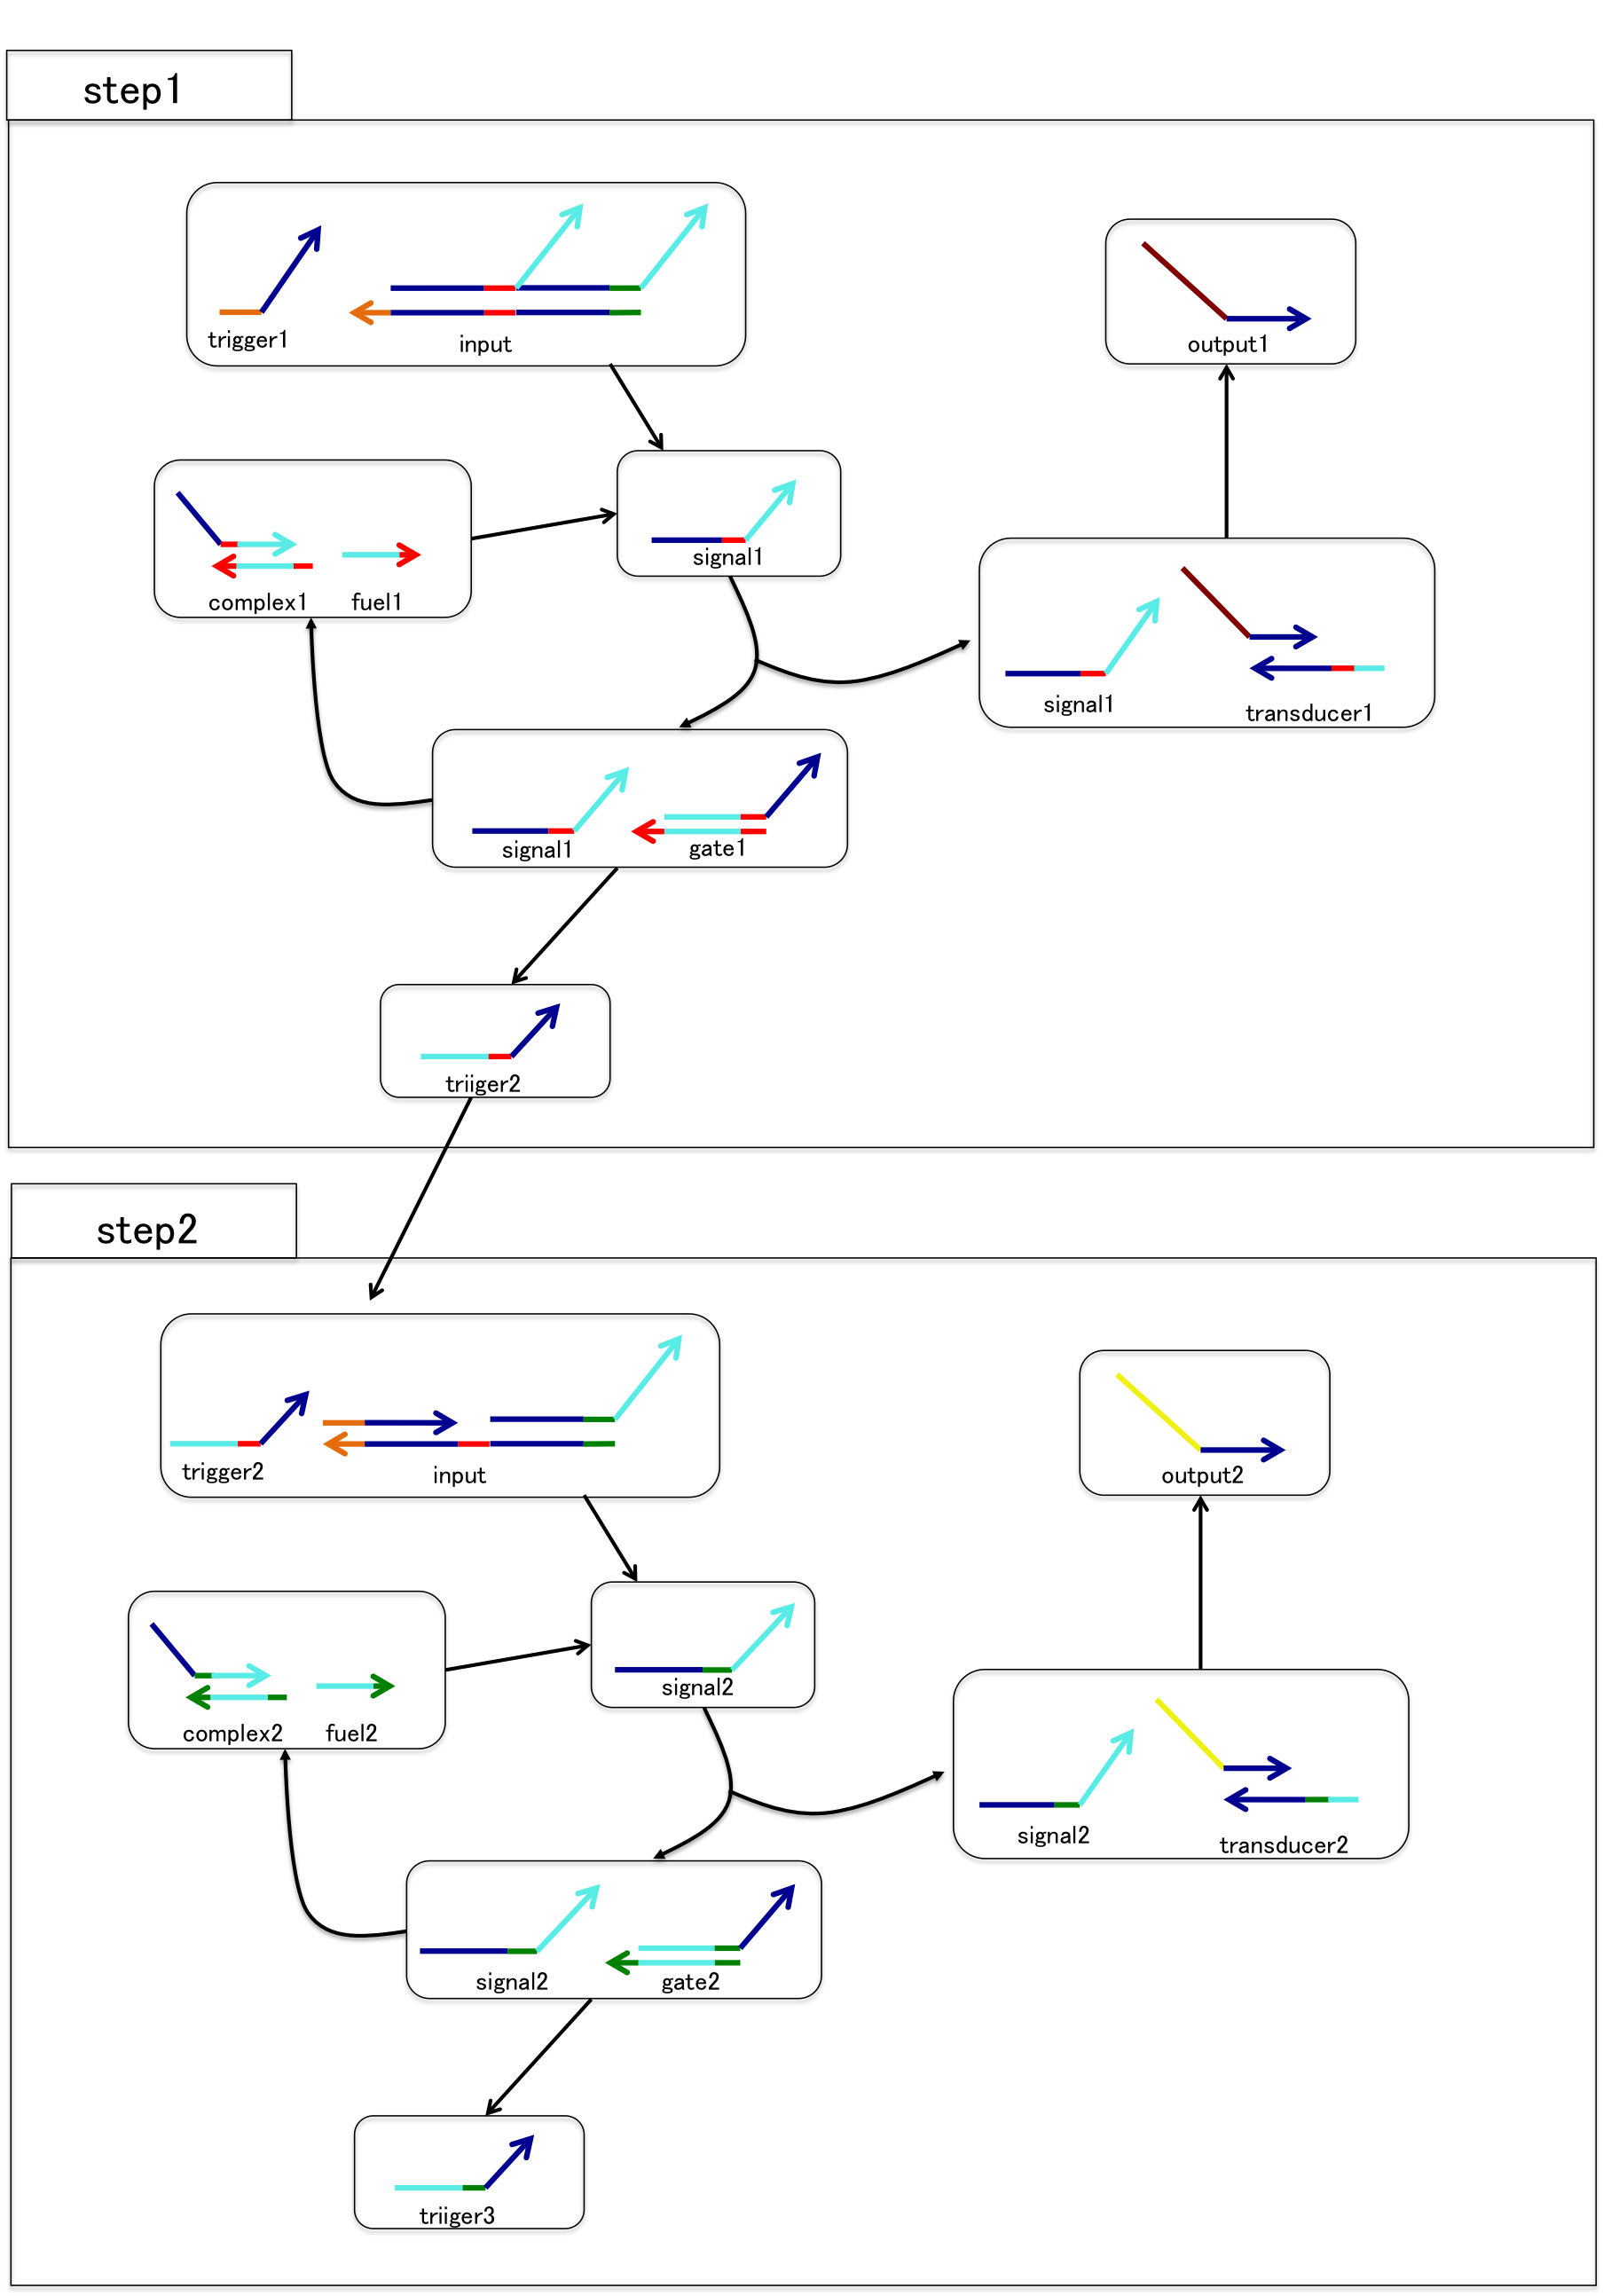 step1
trigger1
input
output1
complex1
fuel1
signal1
signal1
transducer1
signal1
gate1
triiger2
step2
trigger2
input
output2
complex2
fuel2
signal2
signal2
transducer2
signal2
gate2
triiger3